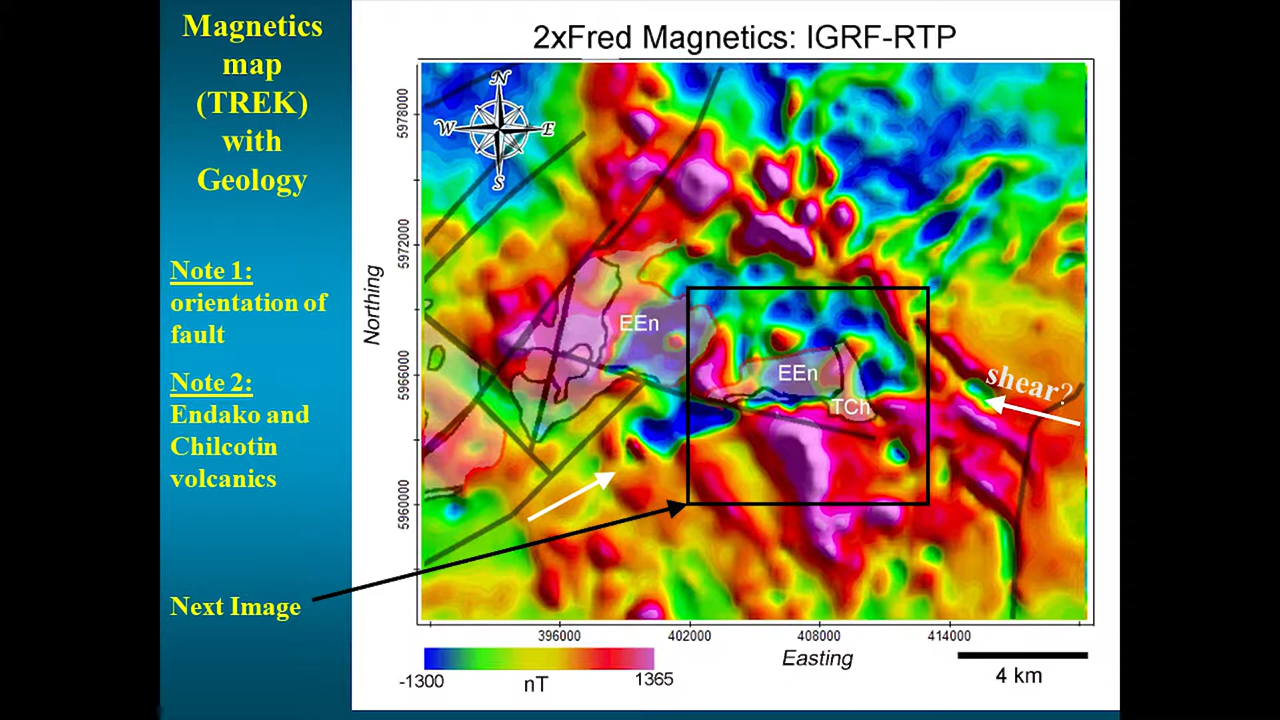 Magnetics
map
(TREK)
with
Geology
Note 1:
orientation of
fault
Note 2:
Endako and
Chilcotin
volcanics
Next Image
2xFred Magnetics: IGRF-RTP
N
W
E
S
Northing
5978000
5972000
5966000
5960000
EEn
EEn
TCh
shear?
396000
402000
408000
414000
Easting
-1300
nT
1365
4 km